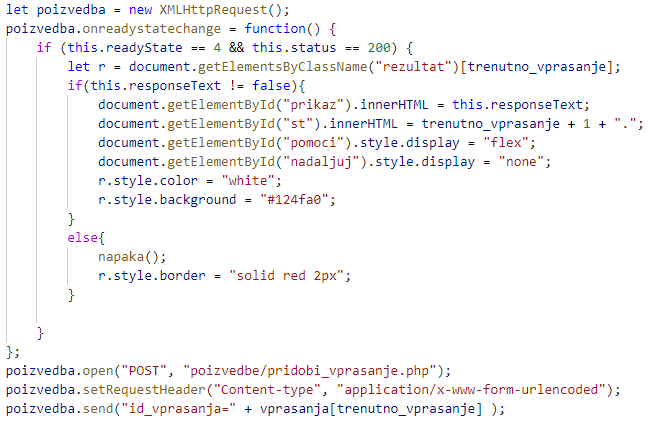 let poizvedba = new XMLHttpRequest();
poizvedba.onreadystatechange = function() {
    if (this.readyState == 4 && this.status == 200) {
        let r = document.getElementsByClassName("rezultat")[trenutno_vprasanje];
        if(this.responseText != false){
            document.getElementById("prikaz").innerHTML = this.responseText;
            document.getElementById("st").innerHTML = trenutno_vprasanje + 1 + ".";
            document.getElementById("pomoci").style.display = "flex";
            document.getElementById("nadaljuj").style.display = "none";
            r.style.color = "white";
            r.style.background = "#124fa0";
        }
        else{
            napaka();
            r.style.border = "solid red 2px";
        }
    }
};
poizvedba.open("POST", "poizvedbe/pridobi_vprasanje.php");
poizvedba.setRequestHeader("Content-type", "application/x-www-form-urlencoded");
poizvedba.send("id_vprasanja=" + vprasanja[trenutno_vprasanje] );